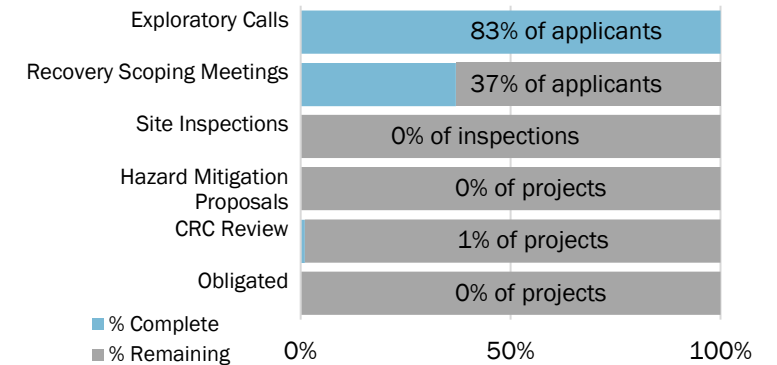 Exploratory Calls
83% of applicants
Recovery Scoping Meetings
37% of applicants
Site Inspections
0% of inspections
Hazard Mitigation
Proposals
0% of projects
CRC Review
1% of projects
Obligated
0% of projects
% Complete
% Remaining
0%
50%
100%